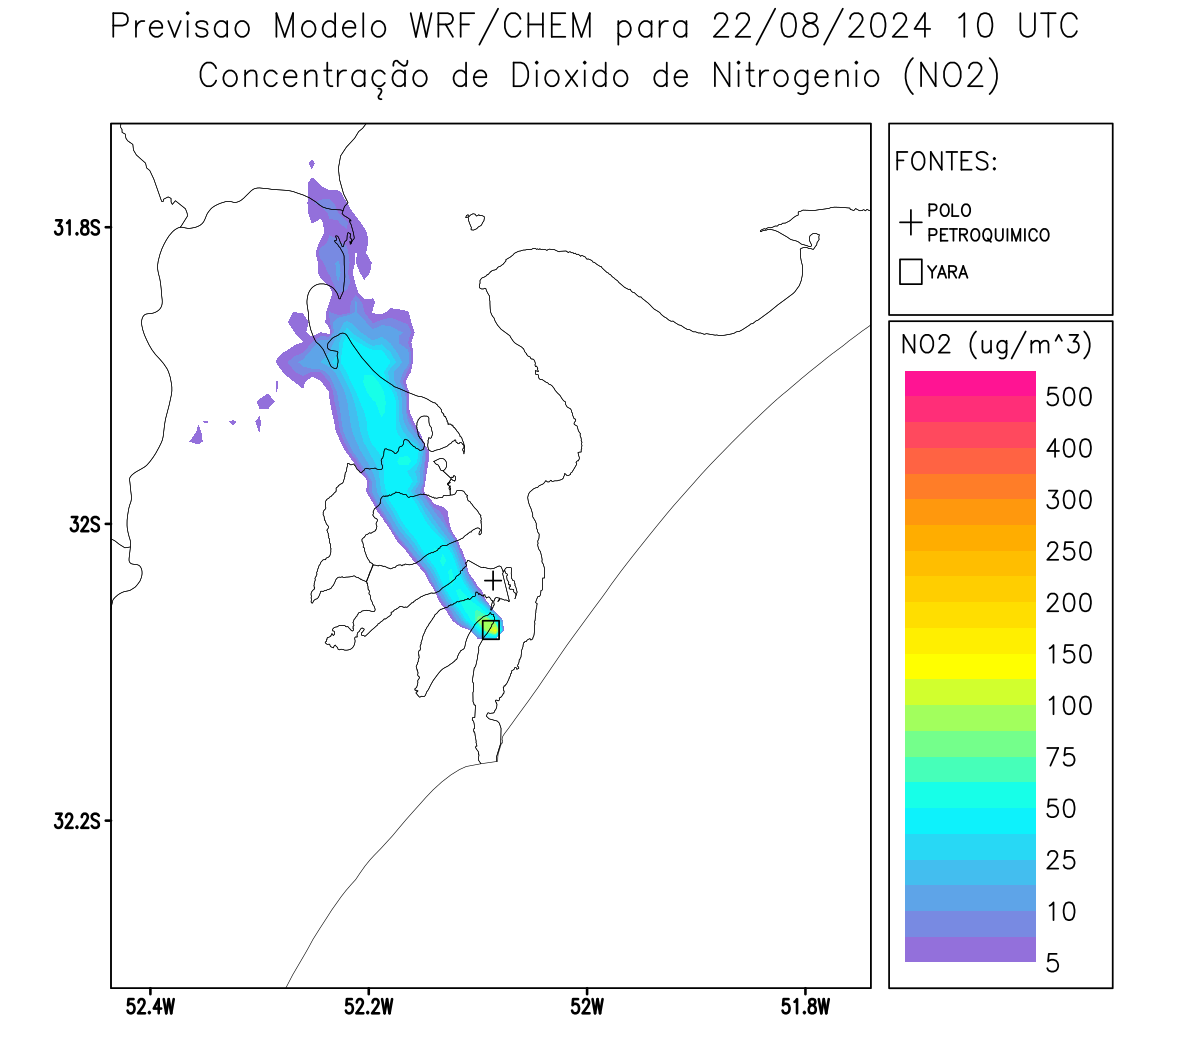 Previsao Modelo WRF/CHEM para 22/08/2024 10 UTC
Concentração de Dioxido de Nitrogenio (NO2)
FONTES:
POLO
PETROQUIMICO
YARA
NO2 (ug/m^3)
500
400
300
250
200
150
100
75
50
25
10
5
31.8S
32S
32.2S
52.4W
52.2W
52W
51.8W